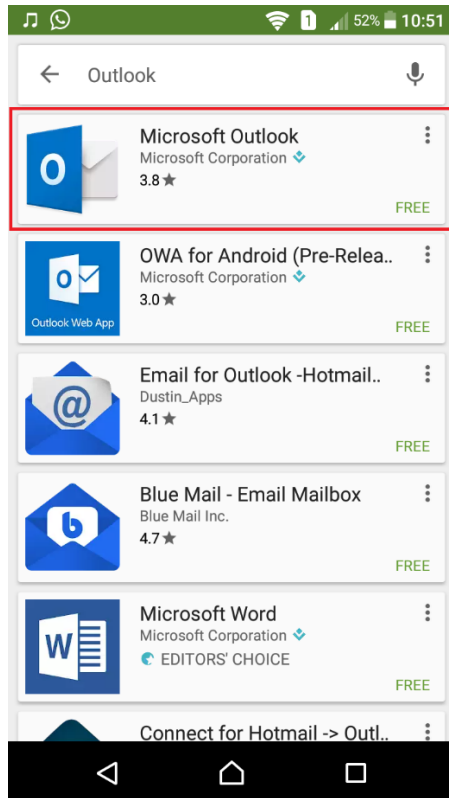 1 52% 10:51
Outlook
Microsoft Outlook
Microsoft Corporation
3.8
FREE
OWA for Android (Pre-Relea..
Microsoft Corporation
3.0
Outlook Web App
FREE
Email for Outlook -Hotmail..
Dustin_Apps
4.1
FREE
Blue Mail - Email Mailbox
Blue Mail Inc.
4.7
FREE
Microsoft Word
Microsoft Corporation
EDITORS' CHOICE
FREE
Connect for Hotmail -> Outl..